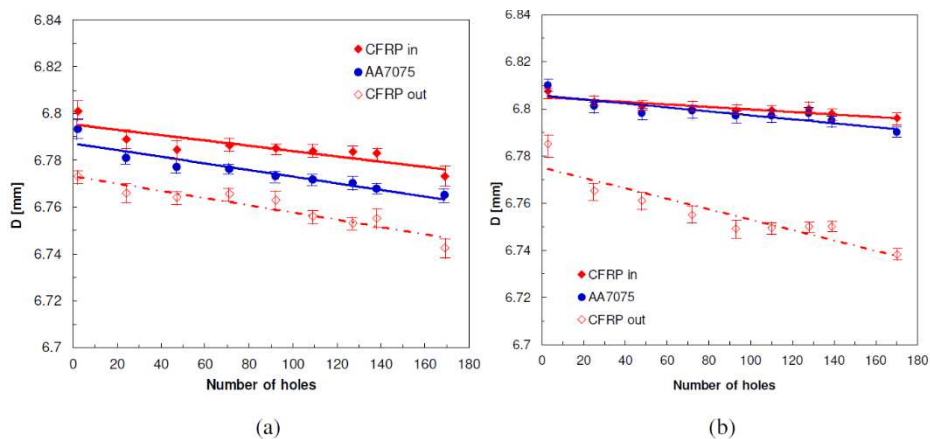 6.84
6.82
6.8
6.78
6.76
6.74
6.72
6.7
D [mm]
CFRP in
AA7075
CFRP out
0 20 40 60 80 100 120 140 160 180
Number of holes
(a)
6.84
6.82
6.8
6.78
6.76
6.74
6.72
6.7
D [mm]
CFRP in
AA7075
CFRP out
0 20 40 60 80 100 120 140 160 180
Number of holes
(b)